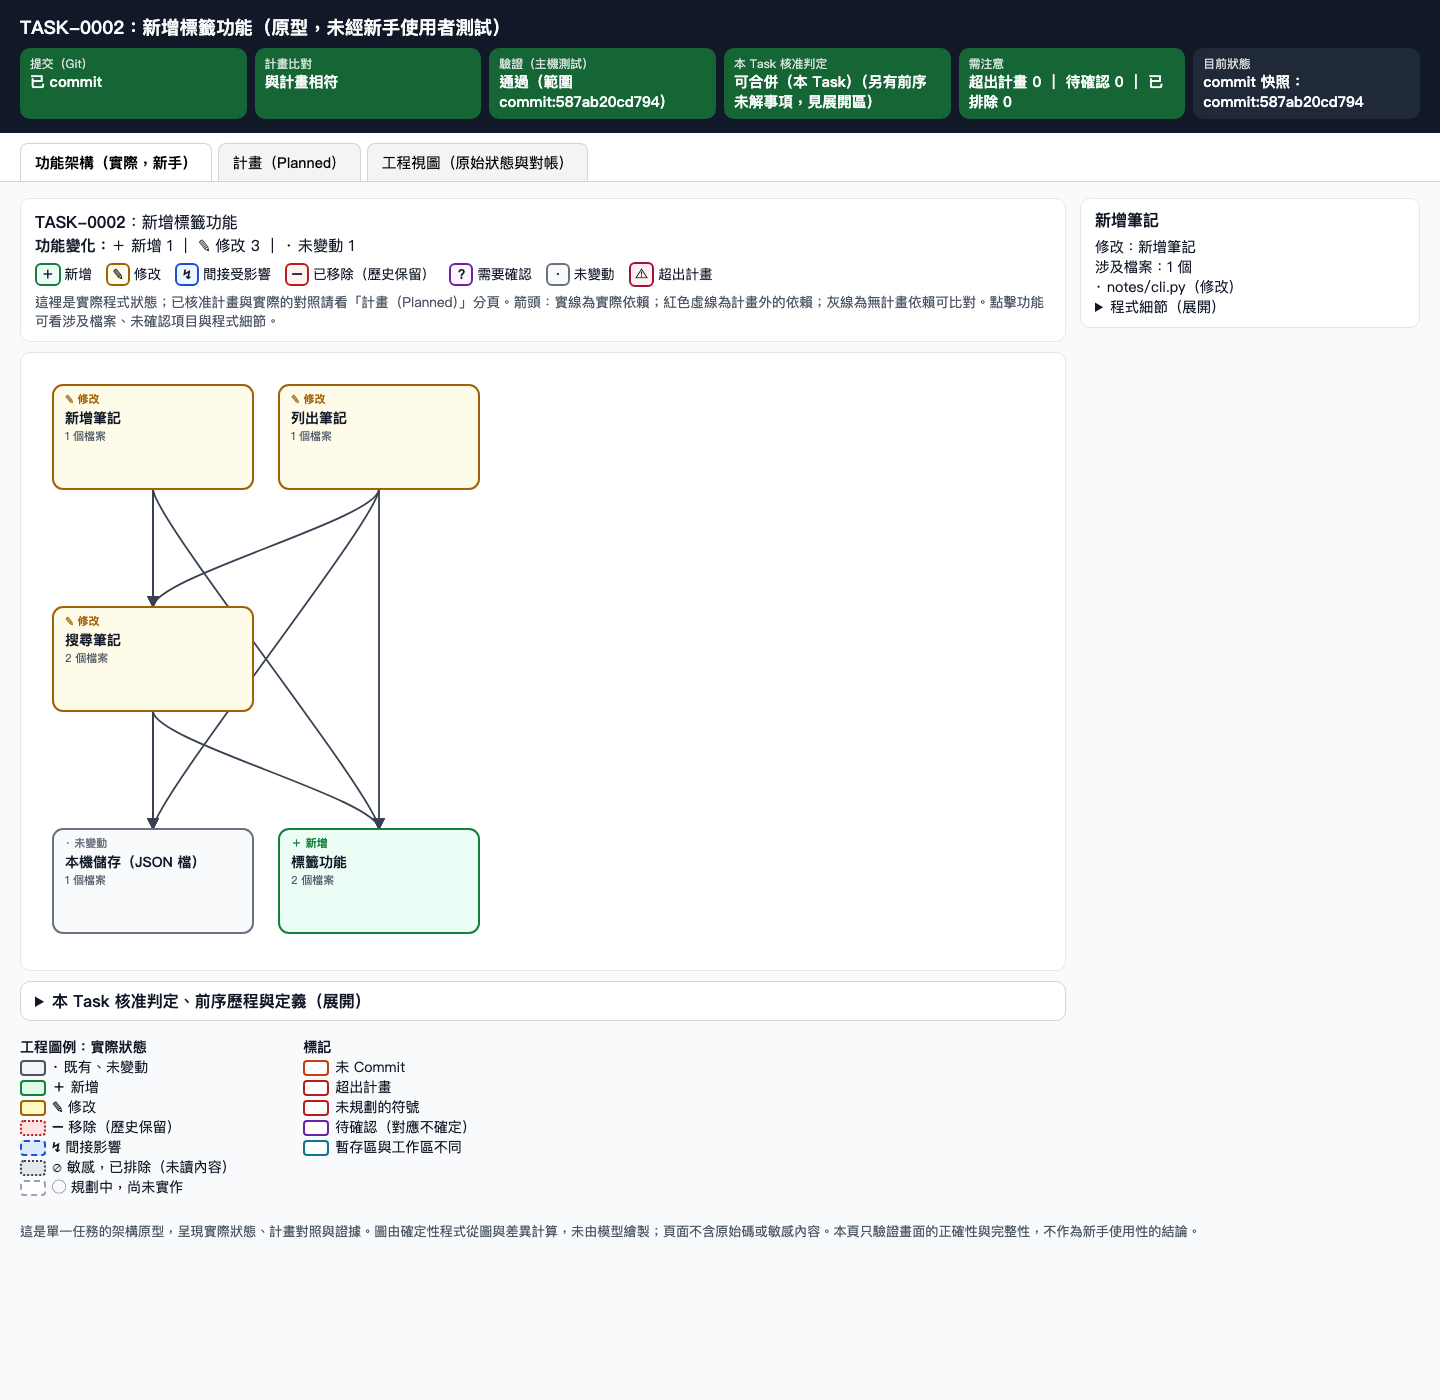 TASK-0002：新增標籤功能（原型，未經新手使用者測試）
提交（Git）
已 commit
計畫比對
與計畫相符
驗證（主機測試）
通過（範圍
commit:587ab20cd794）
本 Task 核准判定
可合併（本 Task）（另有前序
未解事項，見展開區）
需注意
超出計畫 0 ｜ 待確認 0 ｜ 已
排除 0
目前狀態
commit 快照：
commit:587ab20cd794
功能架構（實際，新手）
計畫（Planned）
工程視圖（原始狀態與對帳）
TASK-0002：新增標籤功能
功能變化：＋ 新增 1 ｜ ✎ 修改 3 ｜ · 未變動 1
＋ 新增 ✎ 修改 ↯ 間接受影響 − 已移除（歷史保留） ? 需要確認 · 未變動 ⚠ 超出計畫
這裡是實際程式狀態；已核准計畫與實際的對照請看「計畫（Planned）」分頁。箭頭：實線為實際依賴；紅色虛線為計畫外的依賴；灰線為無計畫依賴可比對。點擊功能
可看涉及檔案、未確認項目與程式細節。
新增筆記
修改：新增筆記
涉及檔案：1 個
· notes/cli.py（修改）
▶ 程式細節（展開）
✎ 修改
新增筆記
1 個檔案
✎ 修改
列出筆記
1 個檔案
✎ 修改
搜尋筆記
2 個檔案
· 未變動
本機儲存（JSON 檔）
1 個檔案
＋ 新增
標籤功能
2 個檔案
▶ 本 Task 核准判定、前序歷程與定義（展開）
工程圖例：實際狀態
· 既有、未變動
＋ 新增
✎ 修改
− 移除（歷史保留）
↯ 間接影響
⊘ 敏感，已排除（未讀內容）
◌ 規劃中，尚未實作
標記
未 Commit
超出計畫
未規劃的符號
待確認（對應不確定）
暫存區與工作區不同
這是單一任務的架構原型，呈現實際狀態、計畫對照與證據。圖由確定性程式從圖與差異計算，未由模型繪製；頁面不含原始碼或敏感內容。本頁只驗證畫面的正確性與完整性，不作為新手使用性的結論。